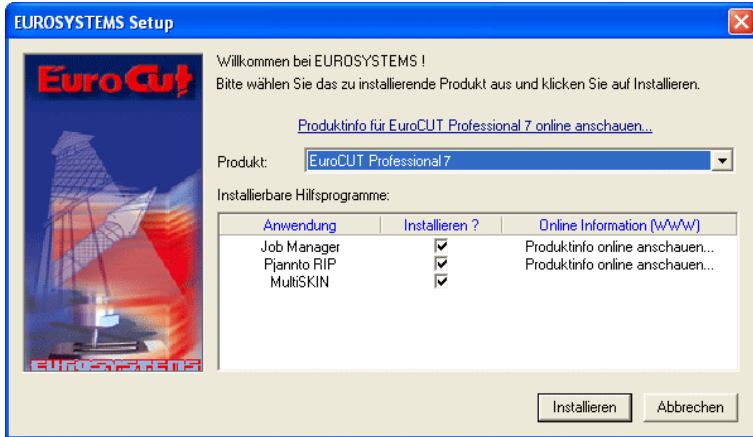 EUROSYSTEMS Setup
EuroCut
Willkommen bei EUROSYSTEMS !
Bitte wählen Sie das zu installierende Produkt aus und klicken Sie auf Installieren.
Produktinfo für EuroCUT Professional 7 online anschauen...
Produkt: EuroCUT Professional 7
Installierbare Hilfsprogramme:
Anwendung Installieren ? Online Information (WWW)
Job Manager Produktinfo online anschauen...
Pjannto RIP Produktinfo online anschauen...
MultiSKIN
EUROSYSTEMS
Installieren Abbrechen